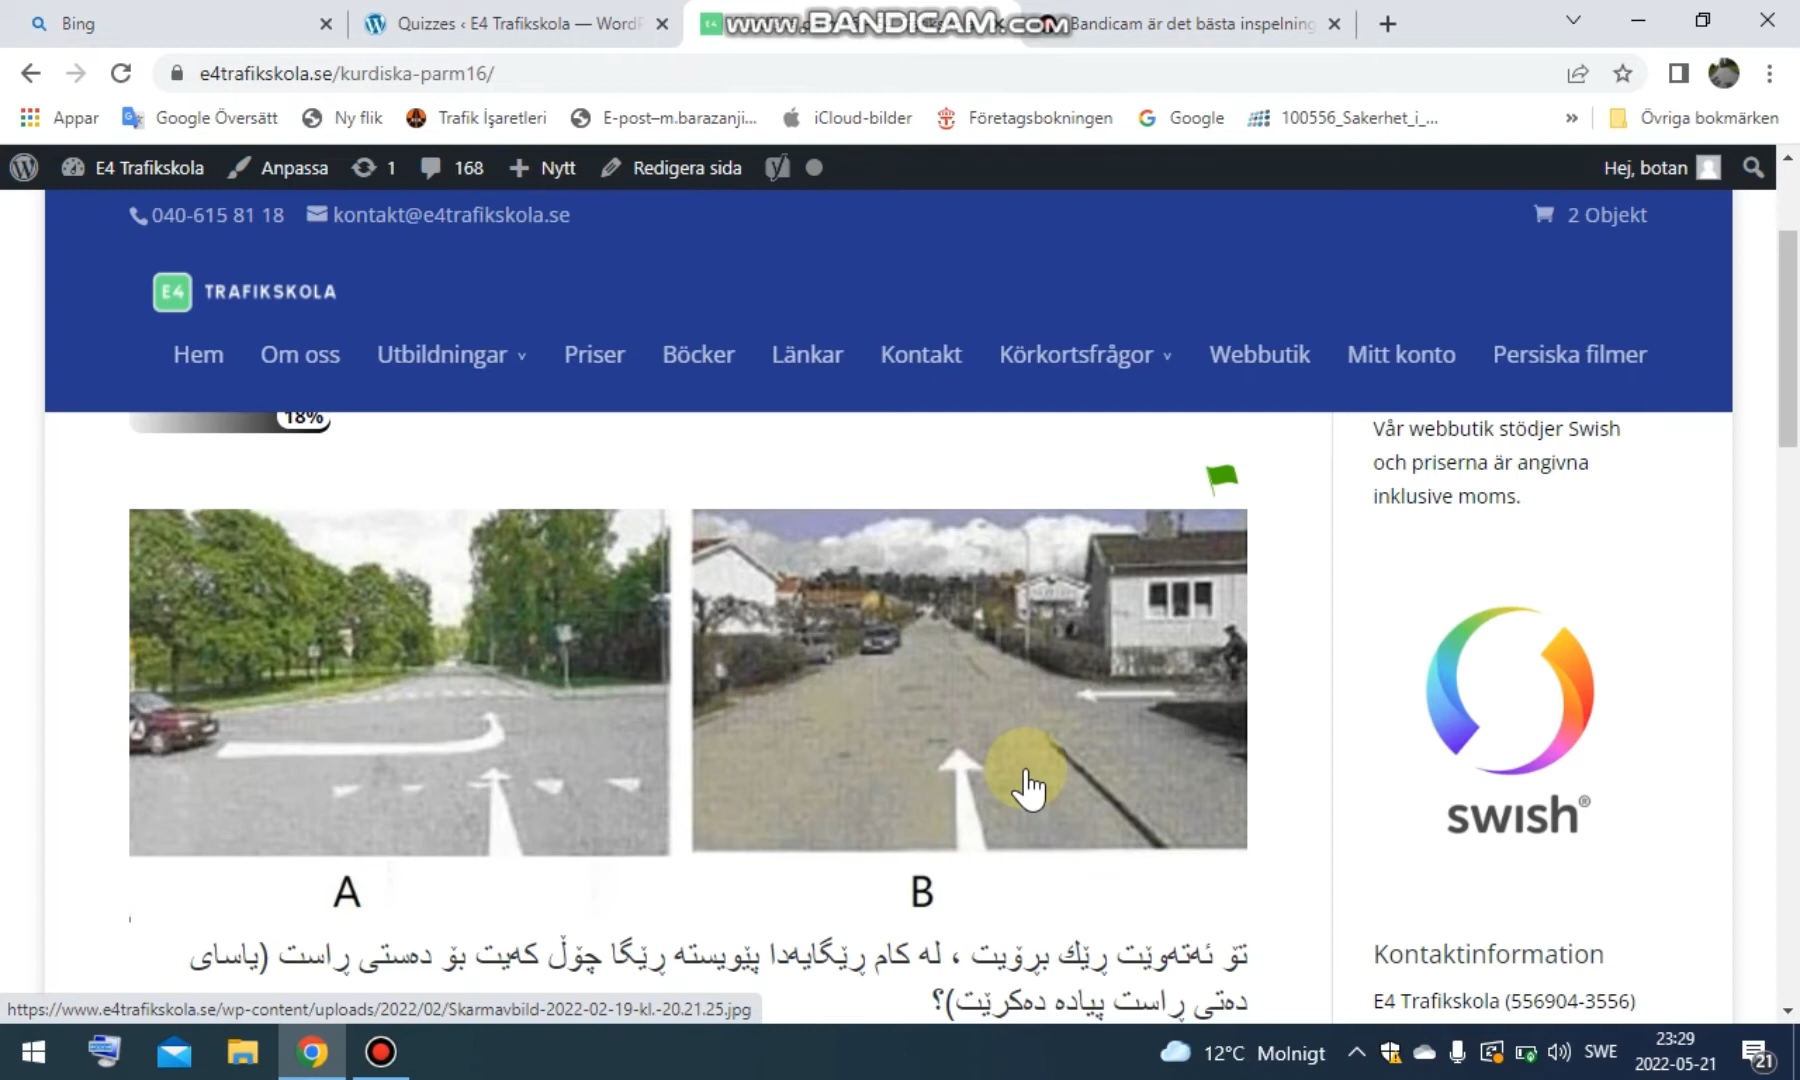 Bing
Quizzes ‹ E4 Trafikskola — WordP
www.BANDICAM.com
Bandicam är det bästa inspelning
e4trafikskola.se/kurdiska-parm16/
Appar
Google Översätt
Ny flik
Trafik İşaretleri
E-post–m.barazanji...
iCloud-bilder
Företagsbokningen
Google
100556_Sakerhet_i_...
»
Övriga bokmärken
E4 Trafikskola
Anpassa
1
168
Nytt
Redigera sida
Hej, botan
040-615 81 18
kontakt@e4trafikskola.se
2 Objekt
E4 TRAFIKSKOLA
Hem
Om oss
Utbildningar
Priser
Böcker
Länkar
Kontakt
Körkortsfrågor
Webbutik
Mitt konto
Persiska filmer
18%
Vår webbutik stödjer Swish
och priserna är angivna
inklusive moms.
swish®
A
B
تۆ ئەتەوێت ڕێك بڕۆیت ، لە كام ڕێگایەدا پێویستە ڕێگا چۆڵ كەیت بۆ دەستی ڕاست (یاسای
دەتی ڕاست پیادە دەكرێت)؟
Kontaktinformation
E4 Trafikskola (556904-3556)
https://www.e4trafikskola.se/wp-content/uploads/2022/02/Skarmavbild-2022-02-19-kl.-20.21.25.jpg
12°C Molnigt
SWE
23:29
2022-05-21
21